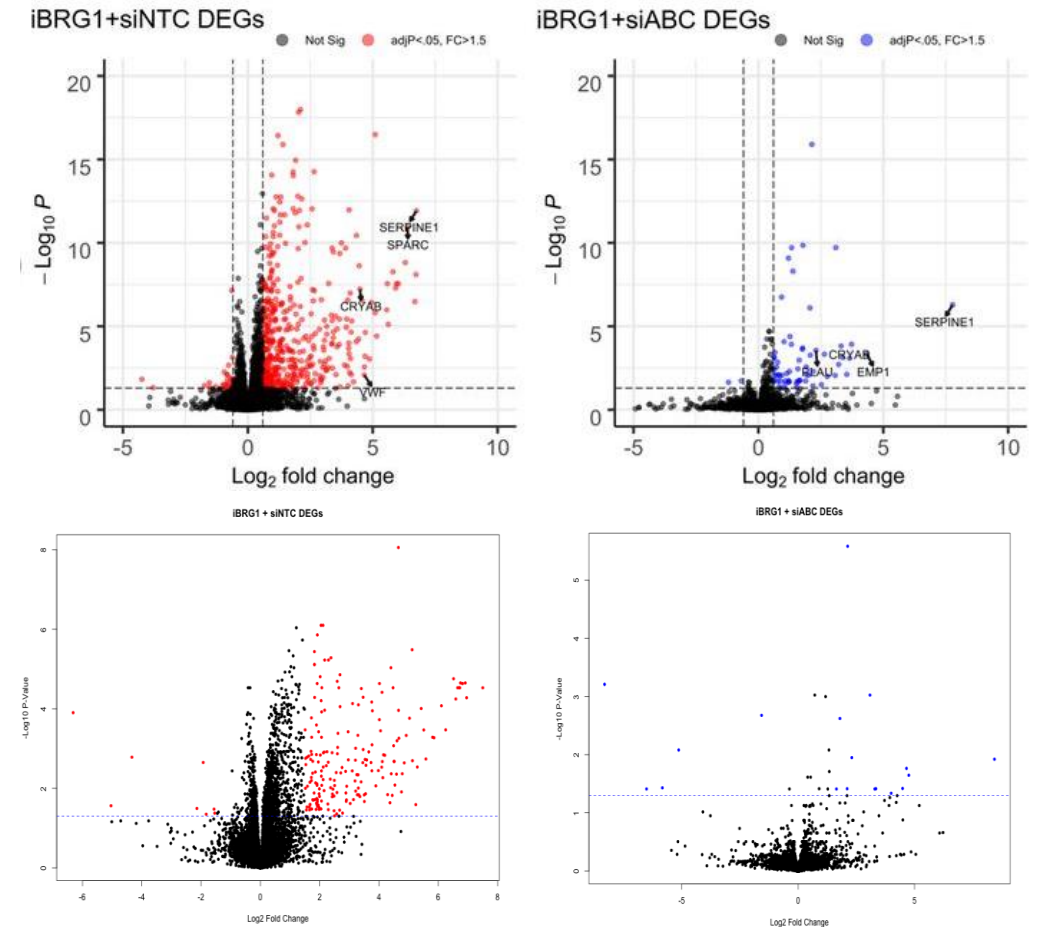 iBRG1+siNTC DEGs
Not Sig adjP<.05, FC>1.5
20
15
10
5
0
– Log10 P
SERPINE1
SPARC
CRYAB
VWF
-5 0 5 10
Log2 fold change
iBRG1+siABC DEGs
Not Sig adjP<.05, FC>1.5
20
15
10
5
0
– Log10 P
SERPINE1
CRYAB
PLAU EMP1
-5 0 5 10
Log2 fold change
iBRG1 + siNTC DEGs
8
6
4
2
0
-Log10 P-Value
-6 -4 -2 0 2 4 6 8
Log2 Fold Change
iBRG1 + siABC DEGs
5
4
3
2
1
0
-Log10 P-Value
-5 0 5
Log2 Fold Change